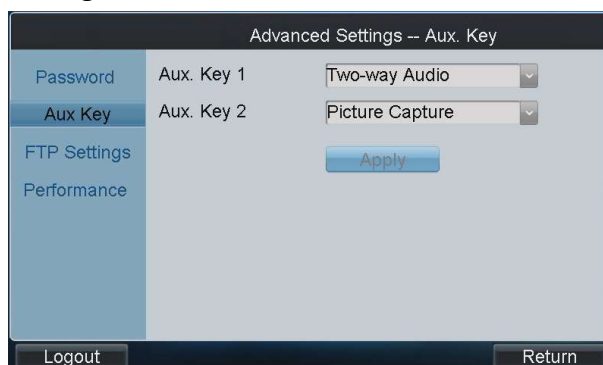 Advanced Settings -- Aux. Key
Password
Aux. Key 1
Two-way Audio
Aux Key
Aux. Key 2
Picture Capture
FTP Settings
Apply
Performance
Logout
Return